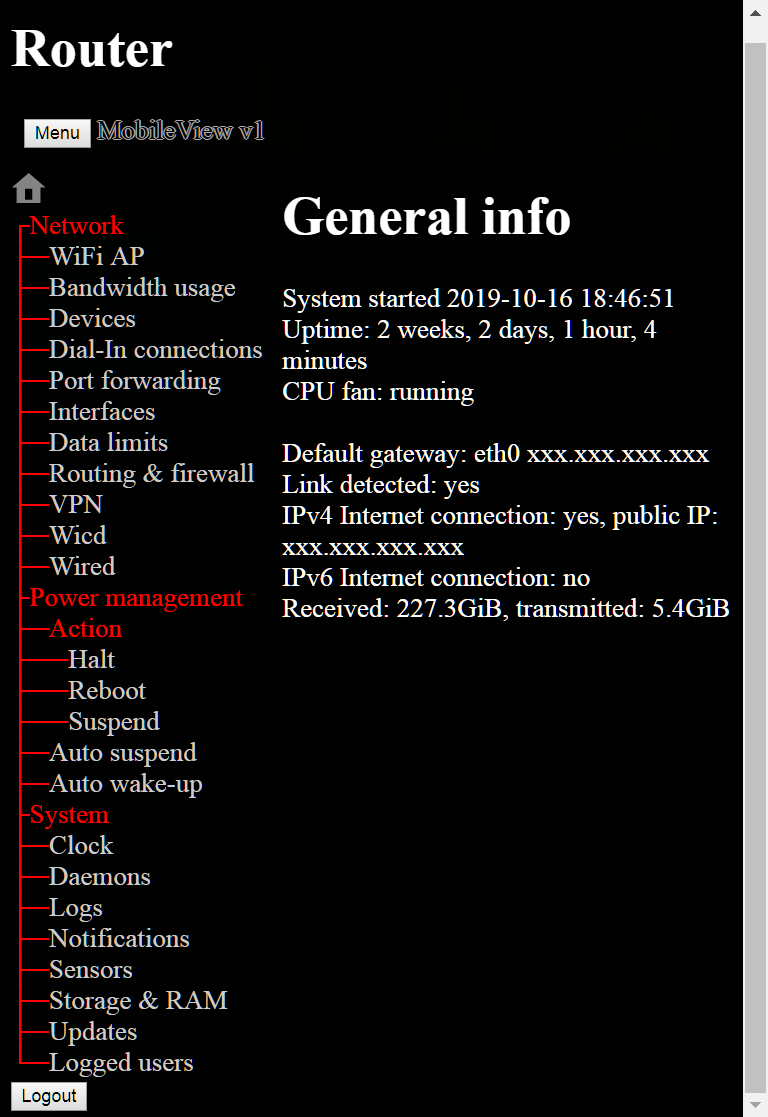 Router
Menu MobileView v1
Network
WiFi AP
Bandwidth usage
Devices
Dial-In connections
Port forwarding
Interfaces
Data limits
Routing & firewall
VPN
Wicd
Wired
Power management
Action
Halt
Reboot
Suspend
Auto suspend
Auto wake-up
System
Clock
Daemons
Logs
Notifications
Sensors
Storage & RAM
Updates
Logged users
Logout
General info
System started 2019-10-16 18:46:51
Uptime: 2 weeks, 2 days, 1 hour, 4
minutes
CPU fan: running
Default gateway: eth0 xxx.xxx.xxx.xxx
Link detected: yes
IPv4 Internet connection: yes, public IP:
xxx.xxx.xxx.xxx
IPv6 Internet connection: no
Received: 227.3GiB, transmitted: 5.4GiB